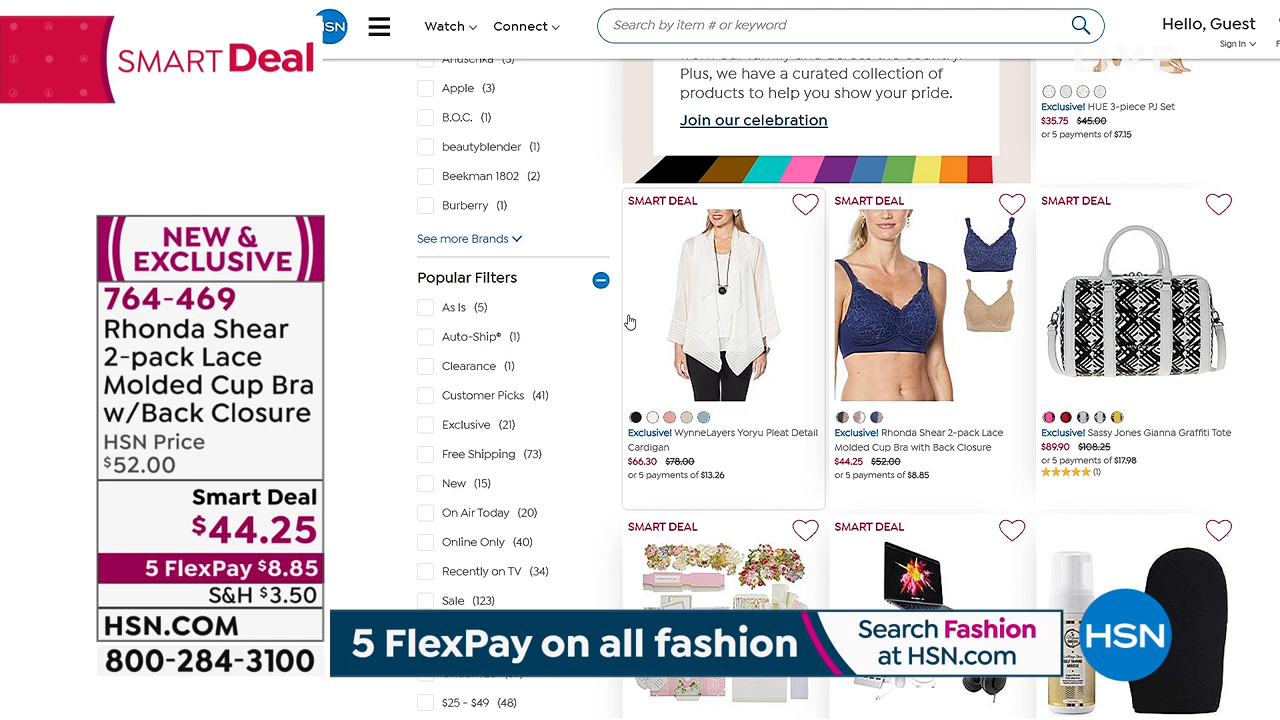 SMART Deal
HSN
Watch
Connect
Search by item # or keyword
Hello, Guest
Sign In
LIVE
NEW &
EXCLUSIVE
764-469
Rhonda Shear
2-pack Lace
Molded Cup Bra
w/Back Closure
HSN Price
$52.00
Smart Deal
$44.25
5 FlexPay $8.85
S&H $3.50
HSN.COM
800-284-3100
Anuschka (3)
Apple (3)
B.O.C. (1)
beautyblender (1)
Beekman 1802 (2)
Burberry (1)
See more Brands
Popular Filters
As Is (5)
Auto-Ship® (1)
Clearance (1)
Customer Picks (41)
Exclusive (21)
Free Shipping (73)
New (15)
On Air Today (20)
Online Only (40)
Recently on TV (34)
Sale (123)
$25 - $49 (48)
from our family and across the country.
Plus, we have a curated collection of
products to help you show your pride.
Join our celebration
Exclusive! HUE 3-piece PJ Set
$35.75 $45.00
or 5 payments of $7.15
SMART DEAL
Exclusive! WynneLayers Yoryu Pleat Detail
Cardigan
$66.30 $78.00
or 5 payments of $13.26
SMART DEAL
Exclusive! Rhonda Shear 2-pack Lace
Molded Cup Bra with Back Closure
$44.25 $52.00
or 5 payments of $8.85
SMART DEAL
Exclusive! Sassy Jones Gianna Graffiti Tote
$89.90 $108.25
or 5 payments of $17.98
(1)
SMART DEAL
SMART DEAL
5 FlexPay on all fashion
Search Fashion
at HSN.com
HSN